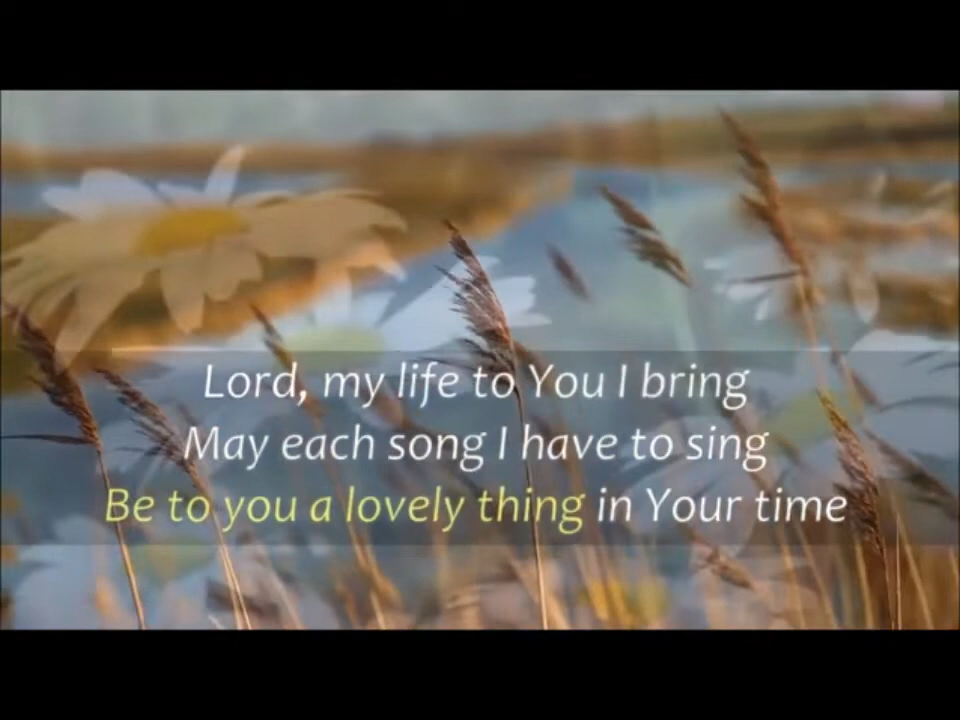 Lord, my life to You I bring
May each song I have to sing
Be to you a lovely thing in Your time